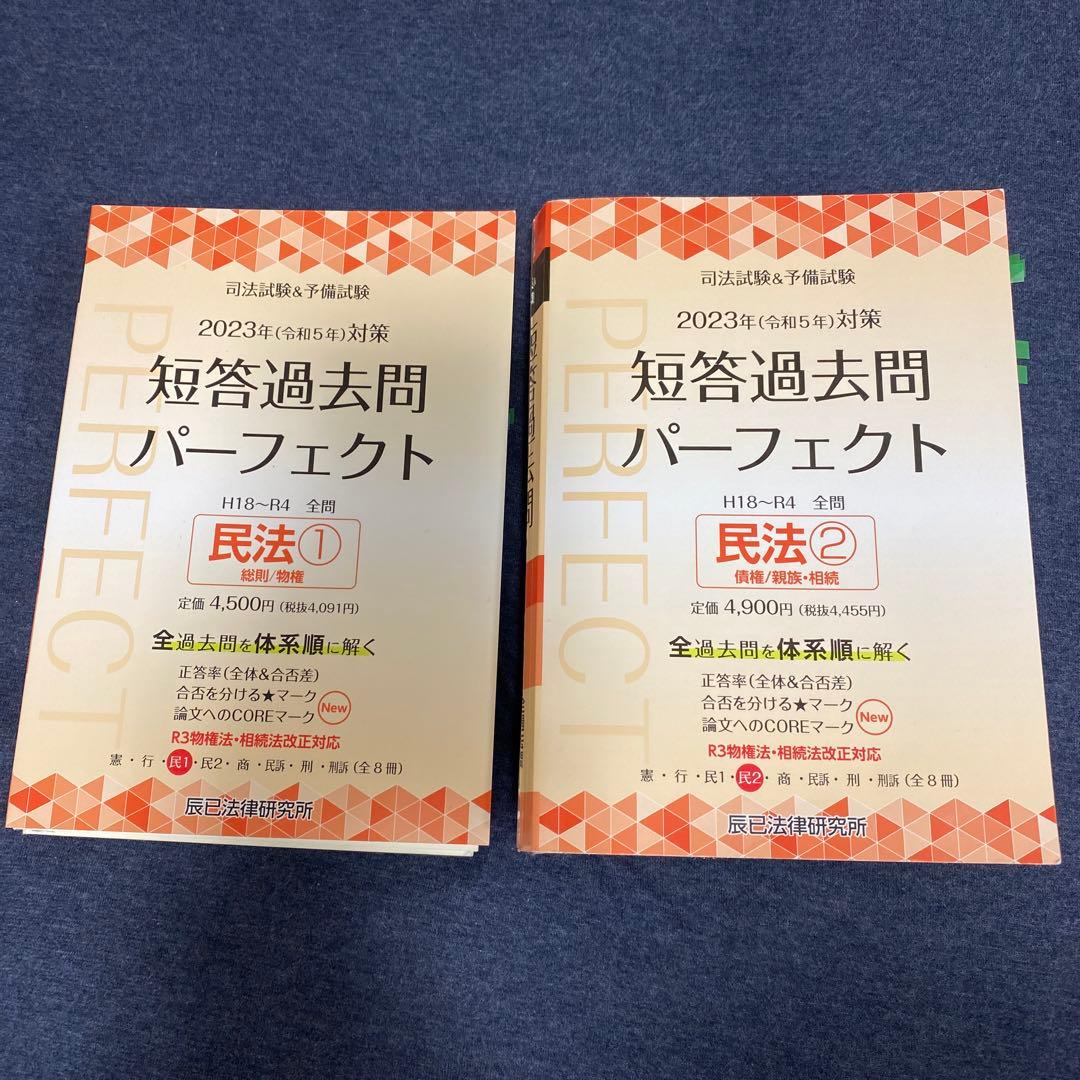 PERFECT
司法試験&予備試験
2023年(令和5年)対策
短答過去問
パーフェクト
H18~R4 全問
民法①
総則/物権
定価 4,500円 (税抜4,091円)
全過去問を体系順に解く
正答率(全体&合否差)
合否を分ける★マーク
論文へのCOREマーク New
R3物権法・相続法改正対応
憲・行・民1・民2・商・民訴・刑・刑訴(全8冊)
辰已法律研究所
PERFECT
司法試験&予備試験
2023年(令和5年)対策
短答過去問
パーフェクト
H18~R4 全問
民法②
債権/親族・相続
定価 4,900円 (税抜4,455円)
全過去問を体系順に解く
正答率(全体&合否差)
合否を分ける★マーク
論文へのCOREマーク New
R3物権法・相続法改正対応
憲・行・民1・民2・商・民訴・刑・刑訴(全8冊)
辰已法律研究所